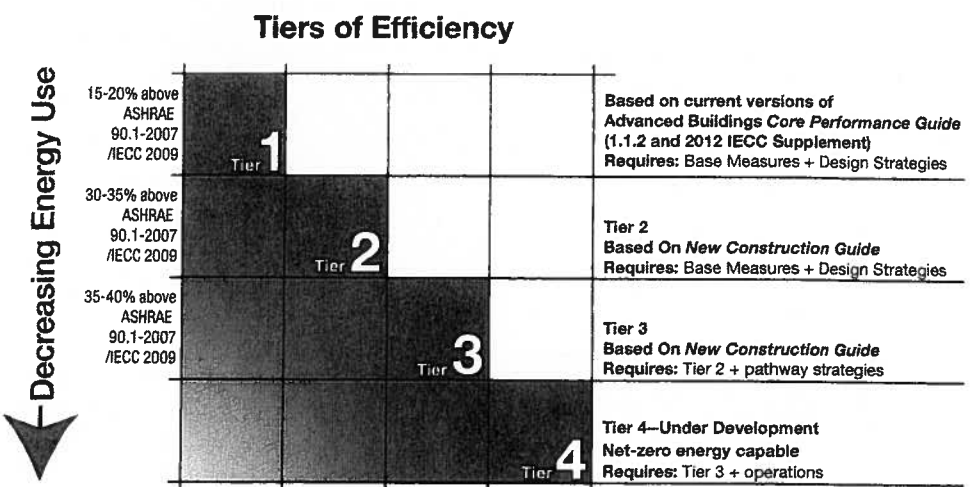 Tiers of Efficiency
Decreasing Energy Use
15-20% above
ASHRAE
90.1-2007
/IECC 2009
Tier 1
Based on current versions of
Advanced Buildings Core Performance Guide
(1.1.2 and 2012 IECC Supplement)
Requires: Base Measures + Design Strategies
30-35% above
ASHRAE
90.1-2007
/IECC 2009
Tier 2
Tier 2
Based On New Construction Guide
Requires: Base Measures + Design Strategies
35-40% above
ASHRAE
90.1-2007
/IECC 2009
Tier 3
Tier 3
Based On New Construction Guide
Requires: Tier 2 + pathway strategies
Tier 4
Tier 4—Under Development
Net-zero energy capable
Requires: Tier 3 + operations